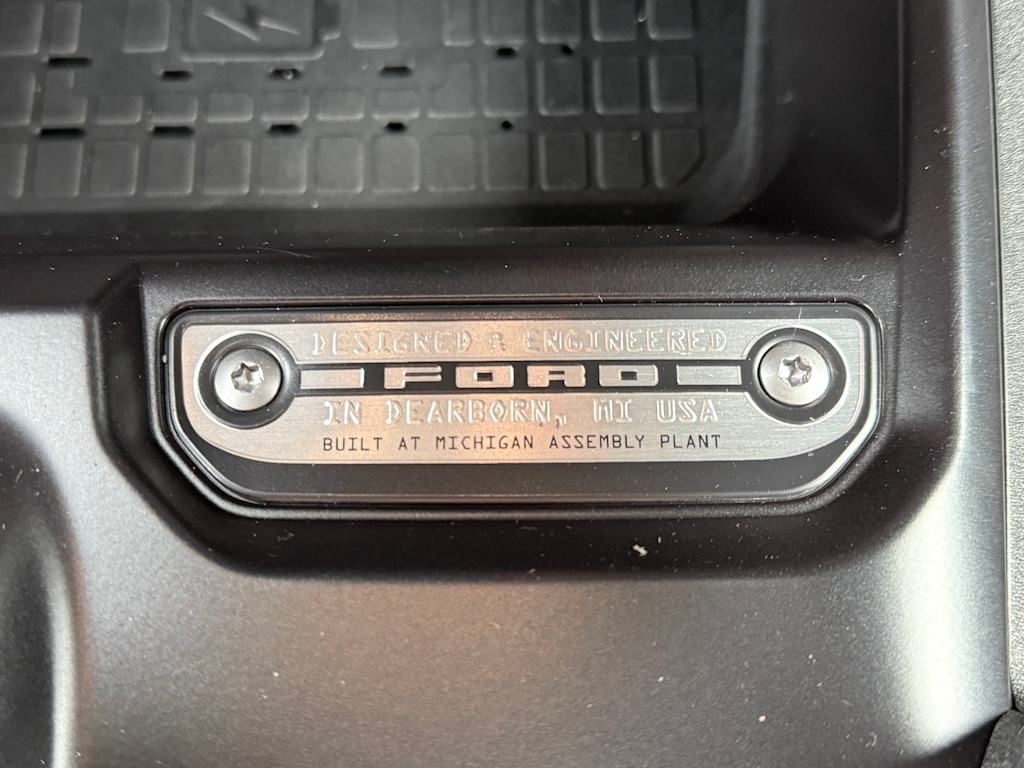 DESIGNED & ENGINEERED
FORD
IN DEARBORN, MI USA
BUILT AT MICHIGAN ASSEMBLY PLANT